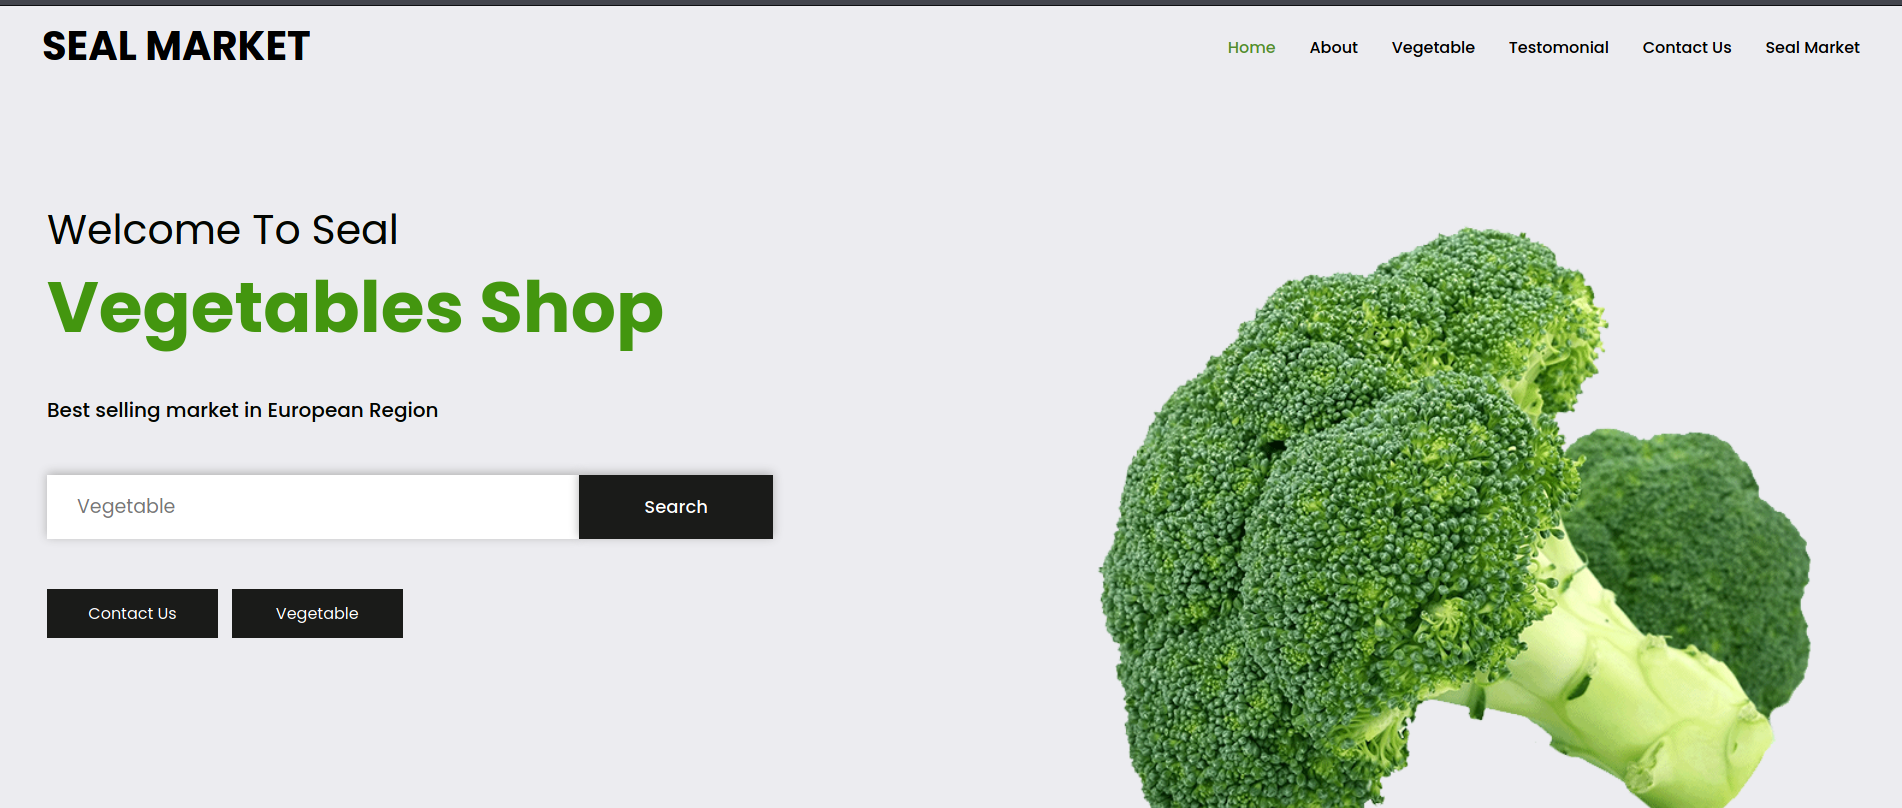 SEAL MARKET
Home About Vegetable Testomonial Contact Us Seal Market
Welcome To Seal
Vegetables Shop
Best selling market in European Region
Vegetable Search
Contact Us Vegetable